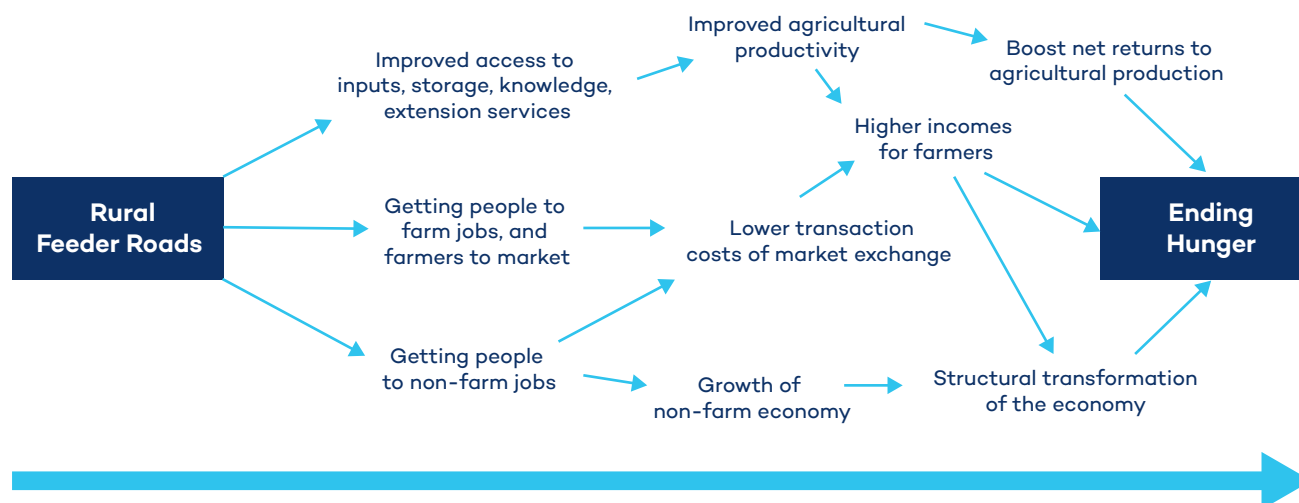 Rural
Feeder Roads
Improved access to
inputs, storage, knowledge,
extension services
Getting people to
farm jobs, and
farmers to market
Getting people
to non-farm jobs
Improved agricultural
productivity
Lower transaction
costs of market exchange
Growth of
non-farm economy
Higher incomes
for farmers
Boost net returns to
agricultural production
Structural transformation
of the economy
Ending
Hunger